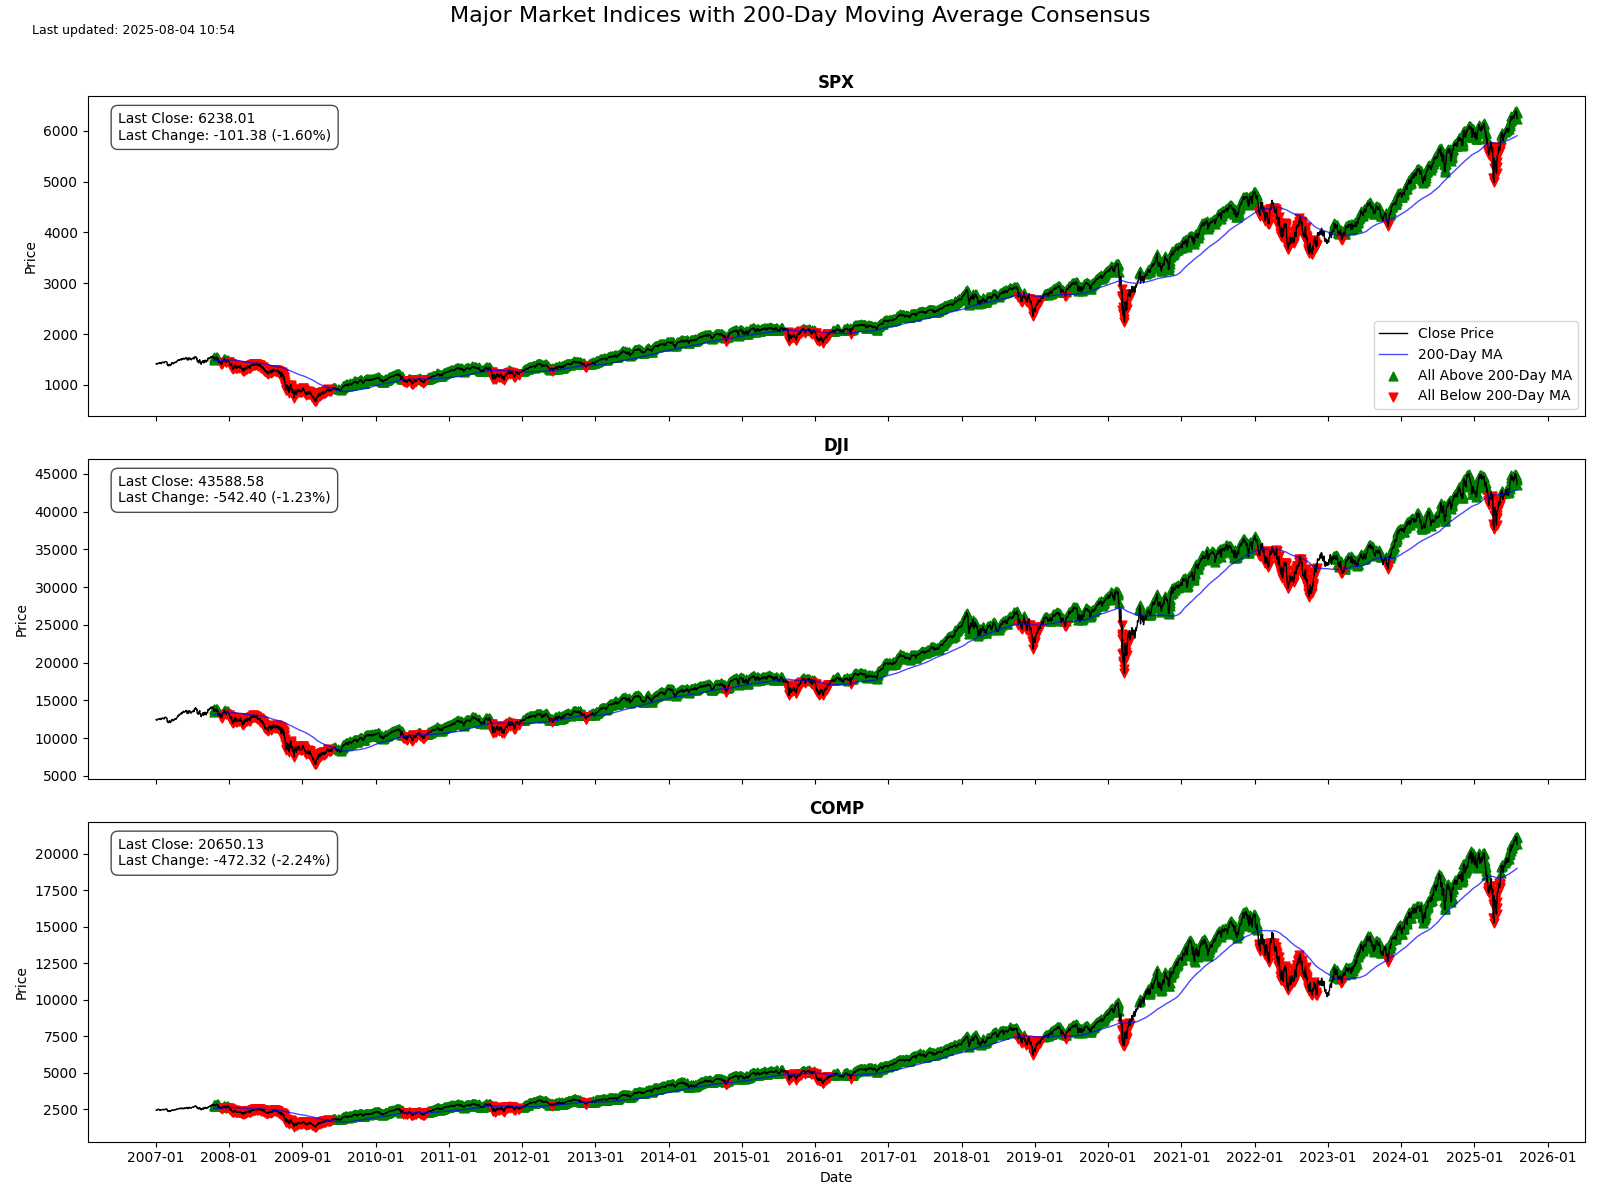 Major Market Indices with 200-Day Moving Average Consensus
Last updated: 2025-08-04 10:54
SPX
Last Close: 6238.01
Last Change: -101.38 (-1.60%)
6000
5000
4000
3000
2000
1000
Price
Close Price
200-Day MA
All Above 200-Day MA
All Below 200-Day MA
DJI
Last Close: 43588.58
Last Change: -542.40 (-1.23%)
45000
40000
35000
30000
25000
20000
15000
10000
5000
Price
COMP
Last Close: 20650.13
Last Change: -472.32 (-2.24%)
20000
17500
15000
12500
10000
7500
5000
2500
Price
2007-01 2008-01 2009-01 2010-01 2011-01 2012-01 2013-01 2014-01 2015-01 2016-01 2017-01 2018-01 2019-01 2020-01 2021-01 2022-01 2023-01 2024-01 2025-01 2026-01
Date